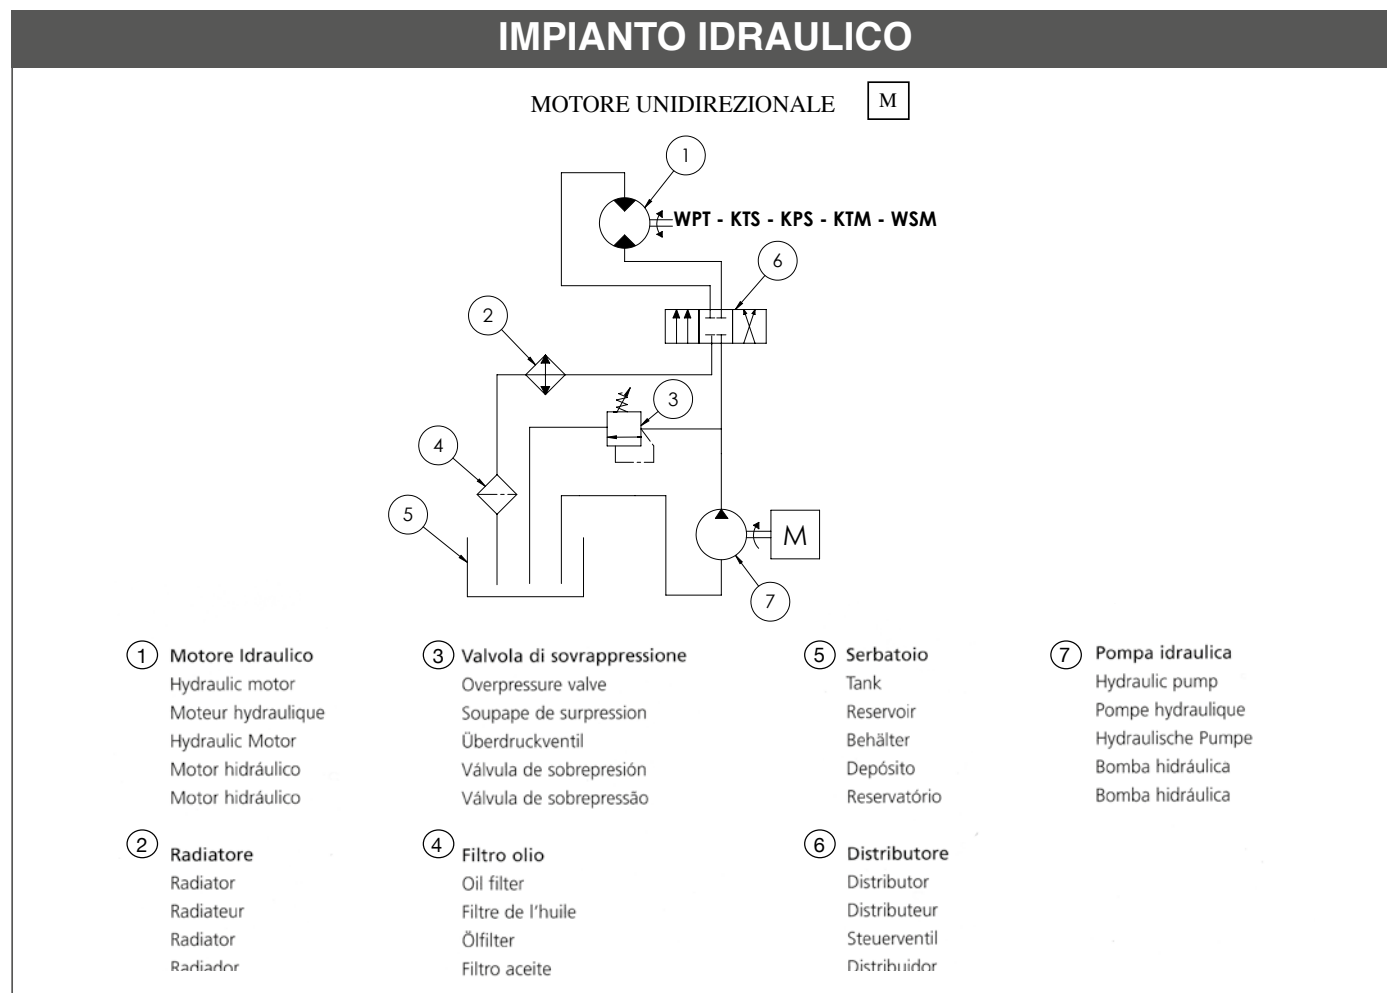 IMPIANTO IDRAULICO
MOTORE UNIDIREZIONALE M
1
WPT - KTS - KPS - KTM - WSM
6
2
3
4
5
M
7
1 Motore Idraulico
Hydraulic motor
Moteur hydraulique
Hydraulic Motor
Motor hidráulico
Motor hidráulico
3 Valvola di sovrappressione
Overpressure valve
Soupape de surpression
Überdruckventil
Válvula de sobrepresión
Válvula de sobrepressão
5 Serbatoio
Tank
Reservoir
Behälter
Depósito
Reservatório
7 Pompa idraulica
Hydraulic pump
Pompe hydraulique
Hydraulische Pumpe
Bomba hidráulica
Bomba hidráulica
2 Radiatore
Radiator
Radiateur
Radiator
Radiador
4 Filtro olio
Oil filter
Filtre de l'huile
Ölfilter
Filtro aceite
6 Distributore
Distributor
Distributeur
Steuerventil
Distribuidor